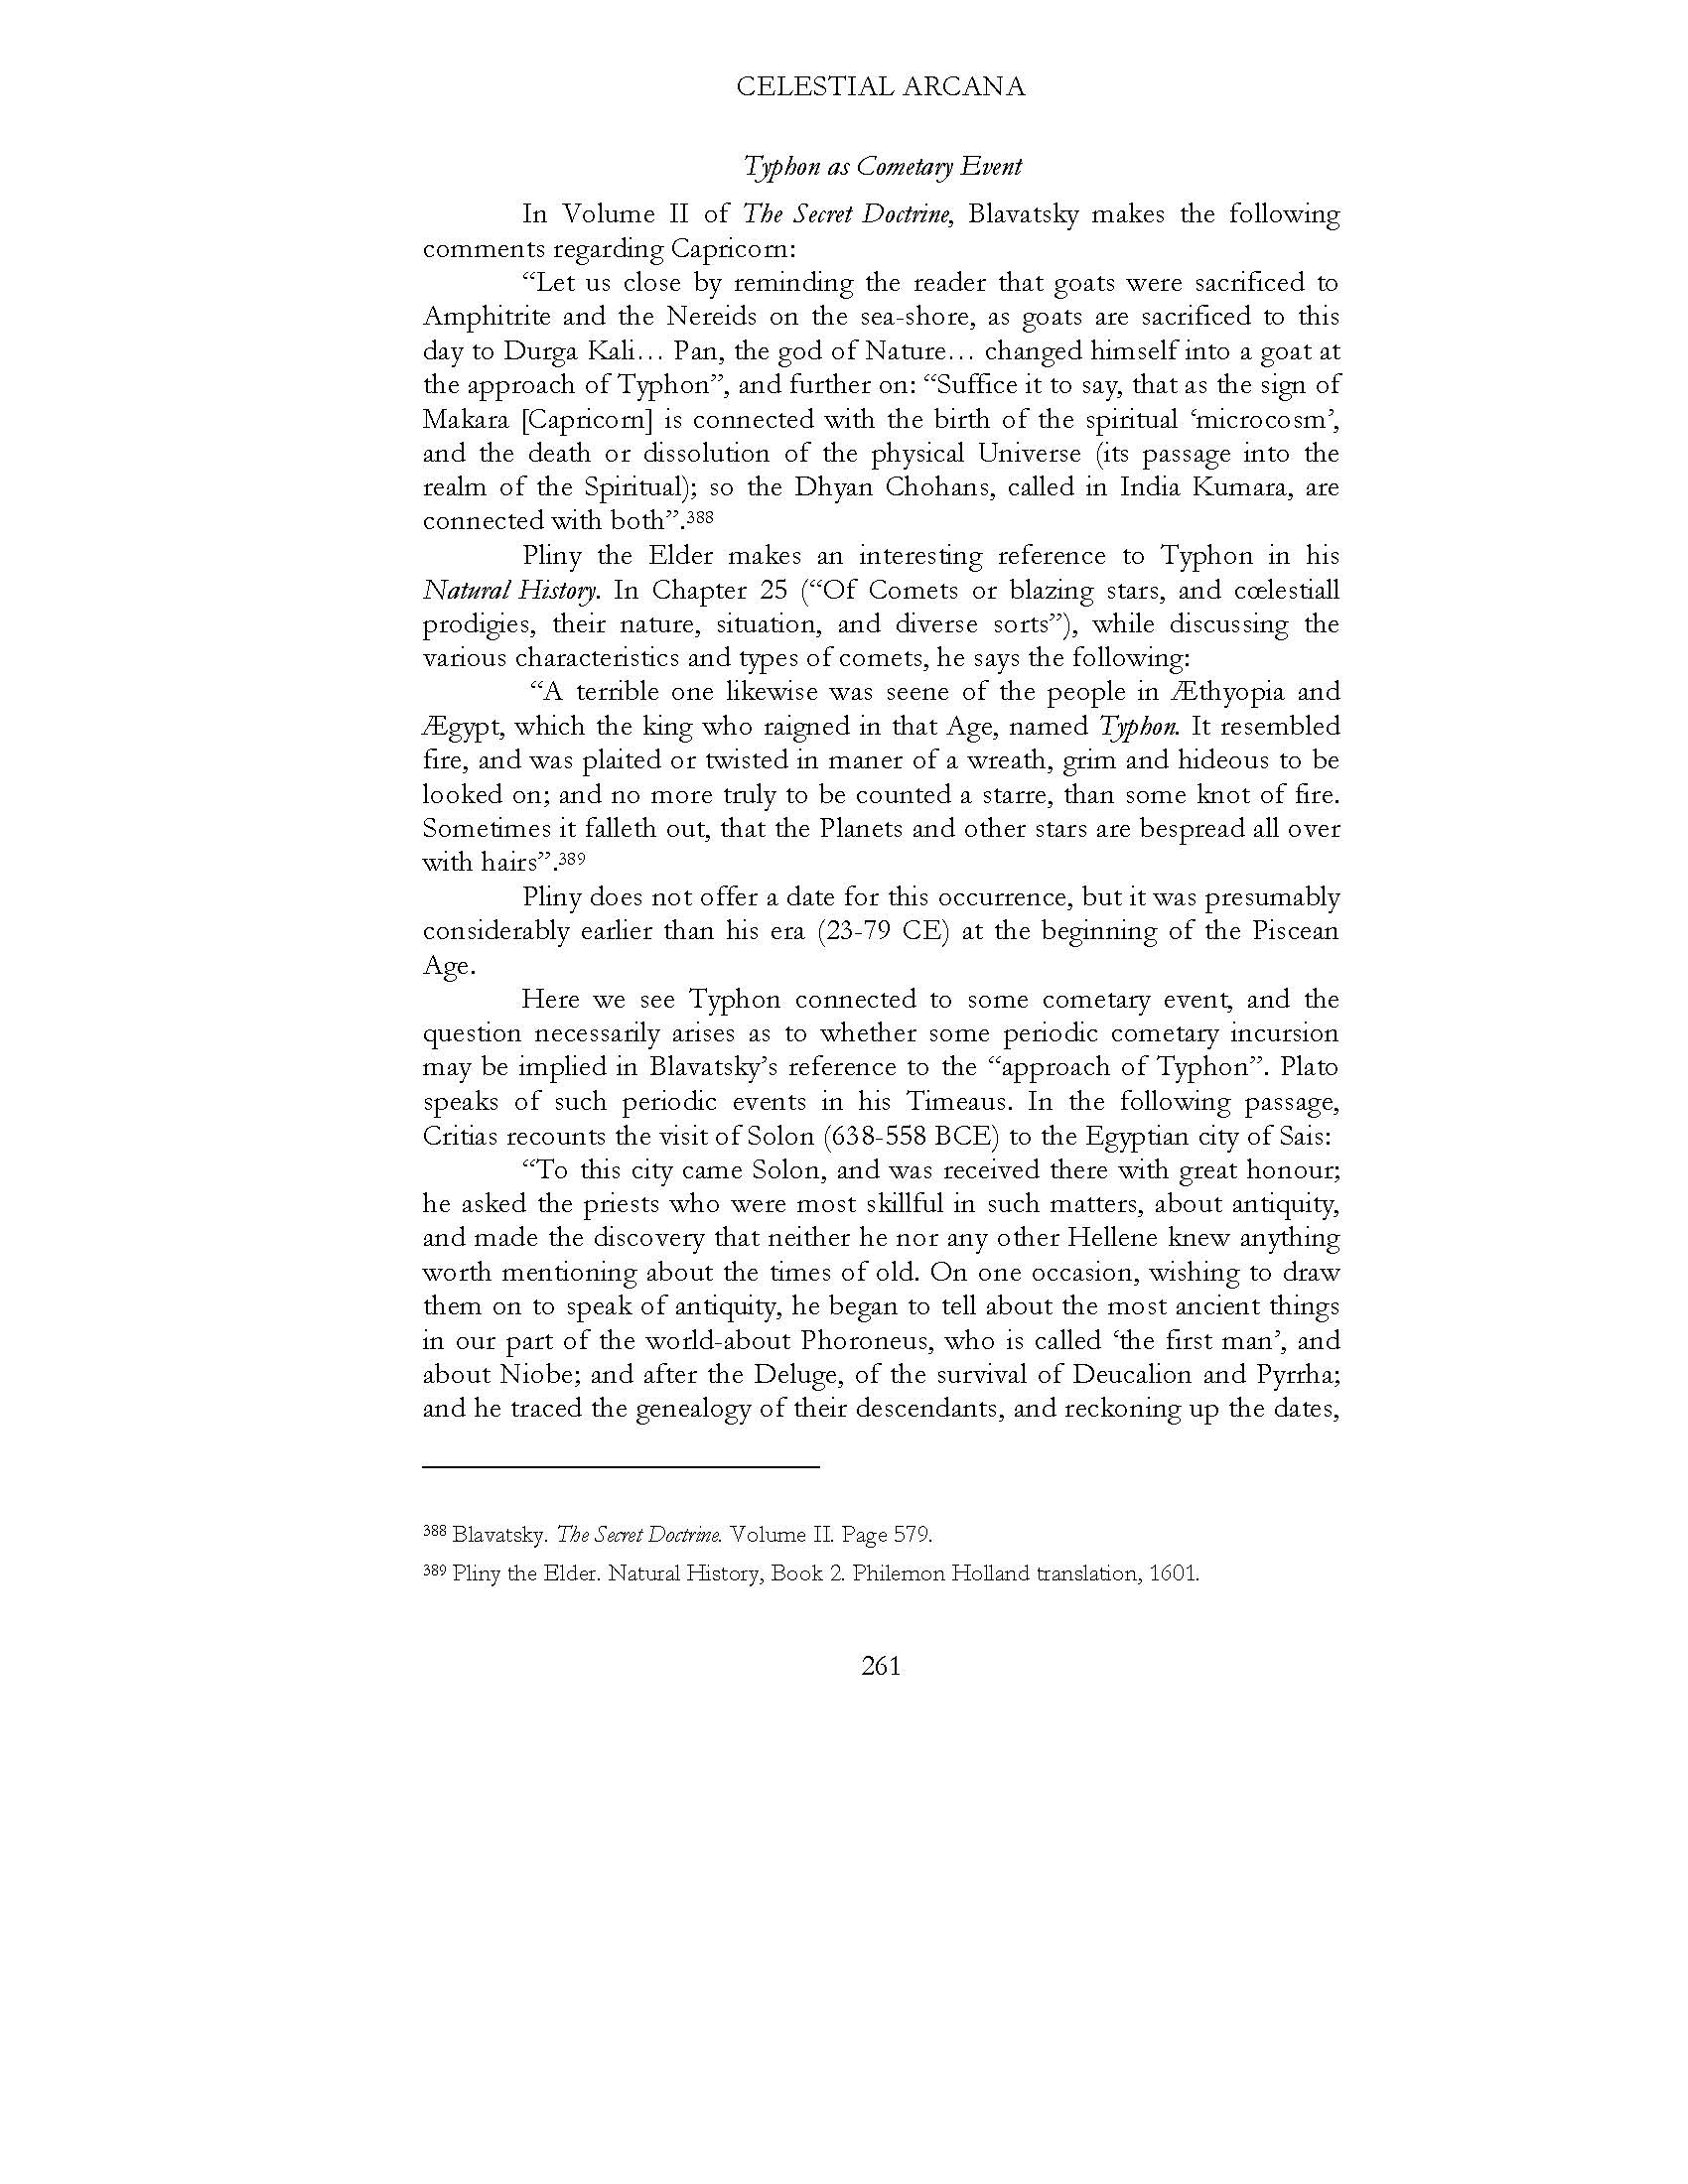 CELESTIAL ARCANA
Typhon as Cometary Event
In Volume II of The Secret Doctrine, Blavatsky makes the following
comments regarding Capricorn:
“Let us close by reminding the reader that goats were sacrificed to
Amphitrite and the Nereids on the sea-shore, as goats are sacrificed to this
day to Durga Kali… Pan, the god of Nature… changed himself into a goat at
the approach of Typhon”, and further on: “Suffice it to say, that as the sign of
Makara [Capricorn] is connected with the birth of the spiritual ‘microcosm’,
and the death or dissolution of the physical Universe (its passage into the
realm of the Spiritual); so the Dhyan Chohans, called in India Kumara, are
connected with both”.388
Pliny the Elder makes an interesting reference to Typhon in his
Natural History. In Chapter 25 (“Of Comets or blazing stars, and cœlestiall
prodigies, their nature, situation, and diverse sorts”), while discussing the
various characteristics and types of comets, he says the following:
“A terrible one likewise was seene of the people in Æthyopia and
Ægypt, which the king who raigned in that Age, named Typhon. It resembled
fire, and was plaited or twisted in maner of a wreath, grim and hideous to be
looked on; and no more truly to be counted a starre, than some knot of fire.
Sometimes it falleth out, that the Planets and other stars are bespread all over
with hairs”.389
Pliny does not offer a date for this occurrence, but it was presumably
considerably earlier than his era (23-79 CE) at the beginning of the Piscean
Age.
Here we see Typhon connected to some cometary event, and the
question necessarily arises as to whether some periodic cometary incursion
may be implied in Blavatsky’s reference to the “approach of Typhon”. Plato
speaks of such periodic events in his Timeaus. In the following passage,
Critias recounts the visit of Solon (638-558 BCE) to the Egyptian city of Sais:
“To this city came Solon, and was received there with great honour;
he asked the priests who were most skillful in such matters, about antiquity,
and made the discovery that neither he nor any other Hellene knew anything
worth mentioning about the times of old. On one occasion, wishing to draw
them on to speak of antiquity, he began to tell about the most ancient things
in our part of the world-about Phoroneus, who is called ‘the first man’, and
about Niobe; and after the Deluge, of the survival of Deucalion and Pyrrha;
and he traced the genealogy of their descendants, and reckoning up the dates,
388 Blavatsky. The Secret Doctrine. Volume II. Page 579.
389 Pliny the Elder. Natural History, Book 2. Philemon Holland translation, 1601.
261